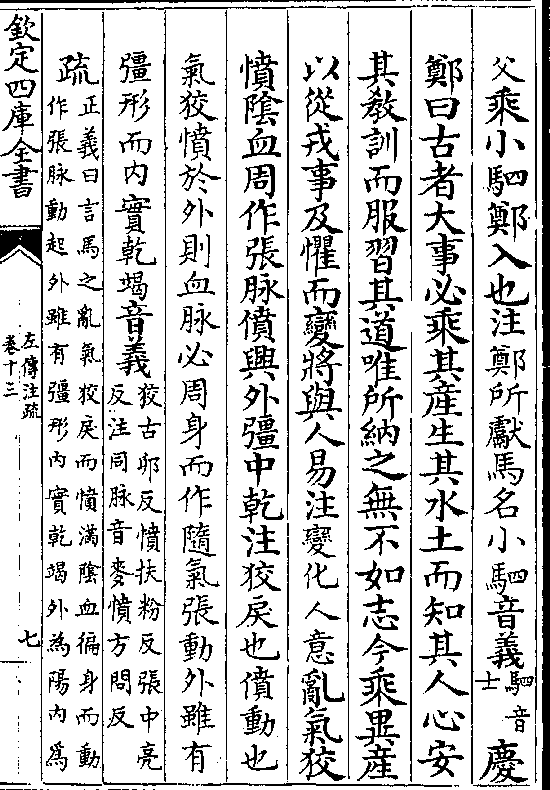 父乘小駟鄭入也注鄭所獻馬名小駟音義駟音士慶
鄭曰古者大事必乘其產生其水土而知其人心安
其敎訓而服習其道唯所納之無不如志今乘異產
以從戎事及懼而變將與人易注變化人意亂氣狡
憤隂血周作張脉僨興外彊中乾注狡戾也僨動也
氣狡憤於外則血脉必周身而作隨氣張動外雖有
彊形而内實乾竭音義狡古夘反憤扶粉反張中亮
反注同脉音麥僨方問反
疏正義曰言馬之亂氣狡戾而憤滿隂血徧身而動
作張脉動起外雖有彊形内實乾竭外為陽内為
欽定四庫全書
左傳注疏
卷十三
七